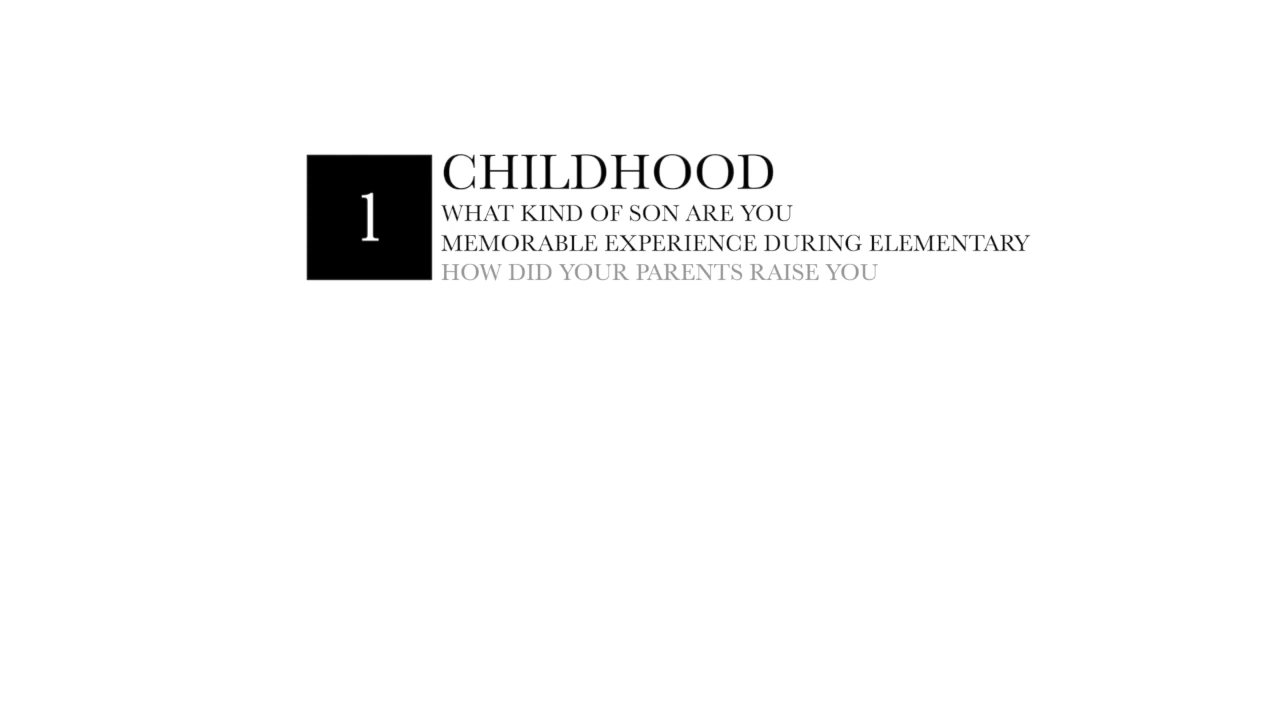 1
CHILDHOOD
WHAT KIND OF SON ARE YOU
MEMORABLE EXPERIENCE DURING ELEMENTARY
HOW DID YOUR PARENTS RAISE YOU